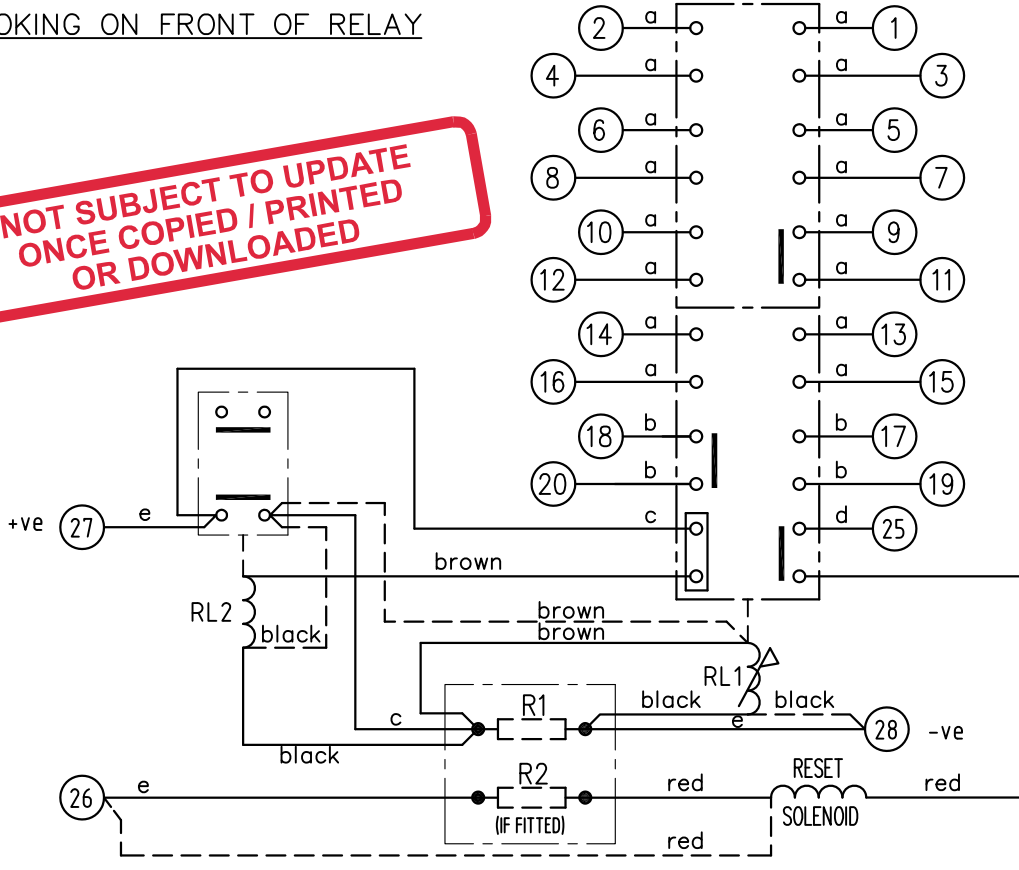 OKING ON FRONT OF RELAY
NOT SUBJECT TO UPDATE
ONCE COPIED / PRINTED
OR DOWNLOADED
2 a a 1
4 a a 3
6 a a 5
8 a a 7
10 a a 9
12 a a 11
14 a a 13
16 a a 15
18 b b 17
20 b b 19
+ve 27 e c d 25
brown
RL2
black
brown
brown
RL1
black
black
R1
c
e
28 -ve
black
26 e
R2
(IF FITTED)
red
RESET
SOLENOID
red
red